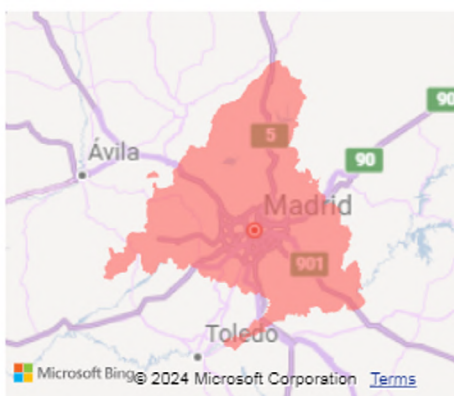 90
5
Ávila
90
Madrid
901
Toledo
Microsoft Bing © 2024 Microsoft Corporation Terms